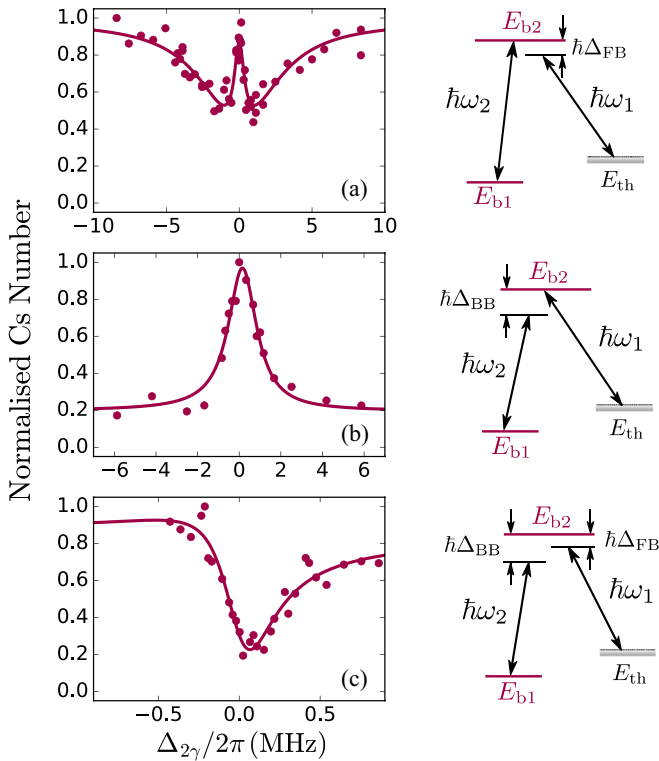 Normalised Cs Number
1.0
0.8
0.6
0.4
0.2
0.0
(a)
−10 −5 0 5 10
E_b2
ħΔ_FB
ħω_2
ħω_1
E_th
E_b1
1.0
0.8
0.6
0.4
0.2
0.0
(b)
−6 −4 −2 0 2 4 6
E_b2
ħΔ_BB
ħω_2
ħω_1
E_th
E_b1
1.0
0.8
0.6
0.4
0.2
0.0
(c)
−0.5 0.0 0.5
Δ_2γ/2π (MHz)
E_b2
ħΔ_BB
ħΔ_FB
ħω_2
ħω_1
E_th
E_b1